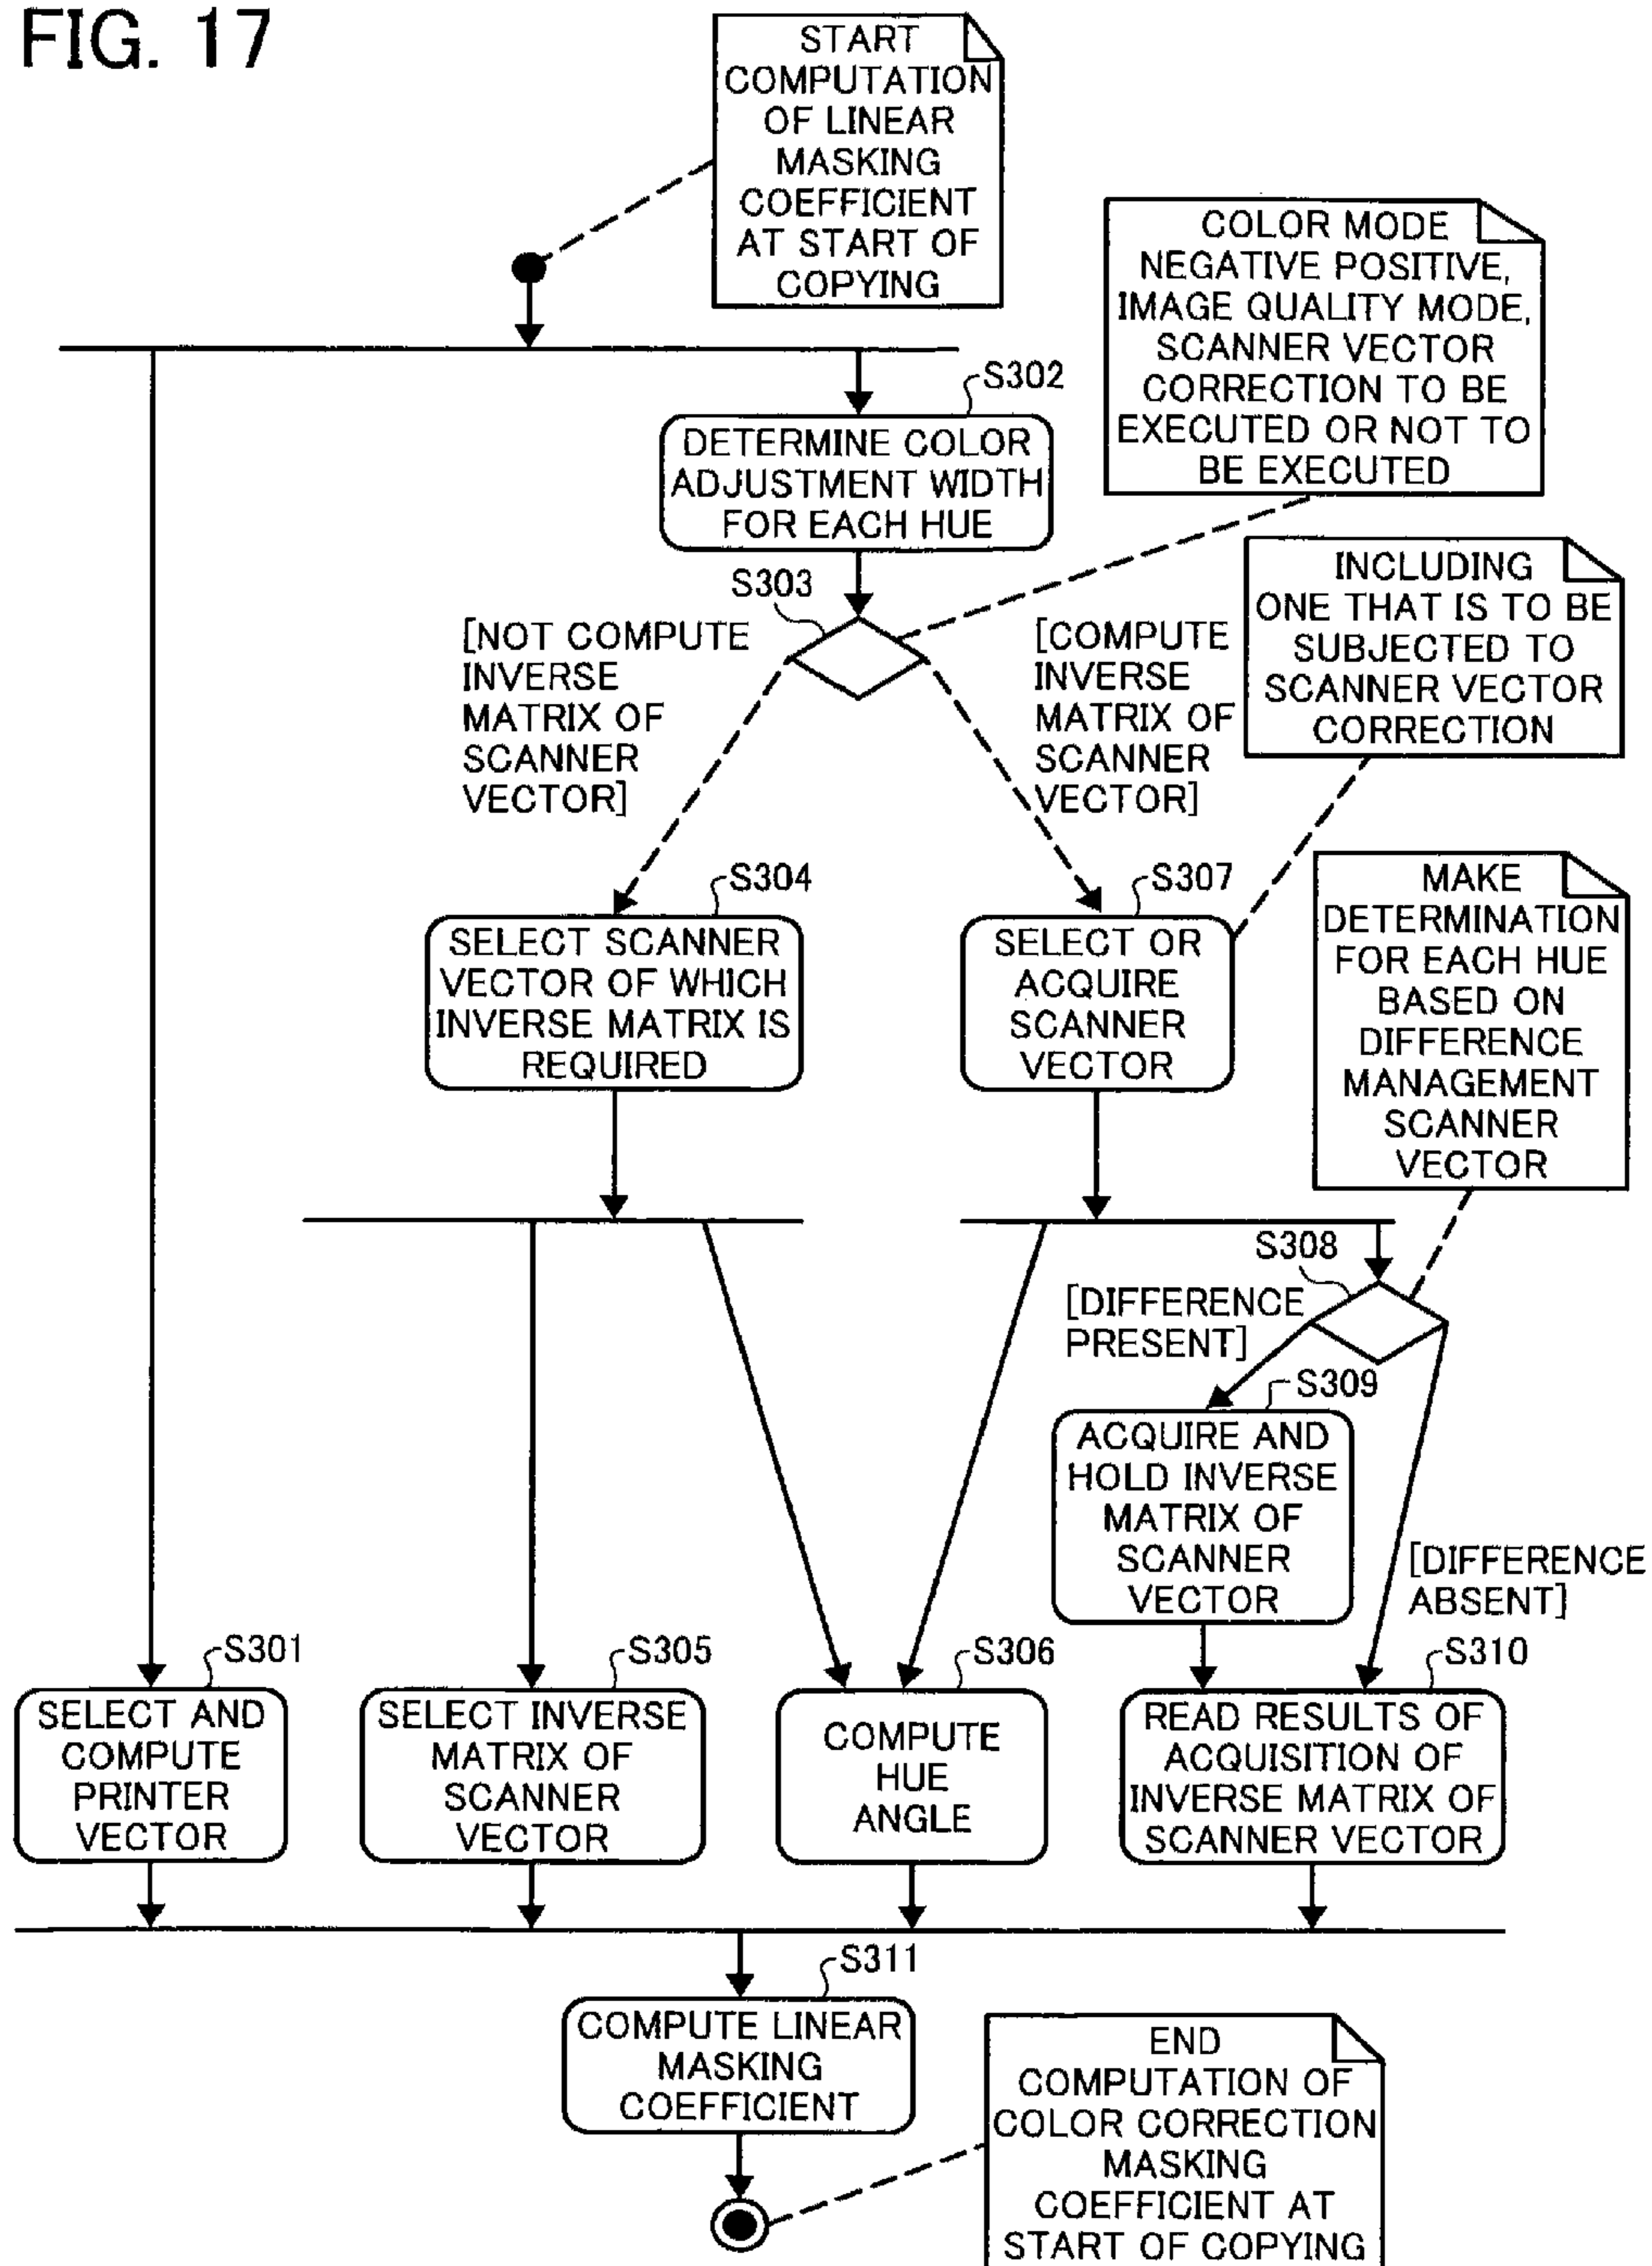 FIG. 17
START
COMPUTATION
OF LINEAR
MASKING
COEFFICIENT
AT START OF
COPYING
COLOR MODE
NEGATIVE POSITIVE,
IMAGE QUALITY MODE,
SCANNER VECTOR
CORRECTION TO BE
EXECUTED OR NOT TO
BE EXECUTED
S302
DETERMINE COLOR
ADJUSTMENT WIDTH
FOR EACH HUE
S303
[NOT COMPUTE
INVERSE
MATRIX OF
SCANNER
VECTOR]
[COMPUTE
INVERSE
MATRIX OF
SCANNER
VECTOR]
INCLUDING
ONE THAT IS TO BE
SUBJECTED TO
SCANNER VECTOR
CORRECTION
S304
SELECT SCANNER
VECTOR OF WHICH
INVERSE MATRIX IS
REQUIRED
S307
SELECT OR
ACQUIRE
SCANNER
VECTOR
MAKE
DETERMINATION
FOR EACH HUE
BASED ON
DIFFERENCE
MANAGEMENT
SCANNER
VECTOR
S308
[DIFFERENCE
PRESENT]
S309
ACQUIRE AND
HOLD INVERSE
MATRIX OF
SCANNER
VECTOR
[DIFFERENCE
ABSENT]
S301
SELECT AND
COMPUTE
PRINTER
VECTOR
S305
SELECT INVERSE
MATRIX OF
SCANNER
VECTOR
S306
COMPUTE
HUE
ANGLE
S310
READ RESULTS OF
ACQUISITION OF
INVERSE MATRIX OF
SCANNER VECTOR
S311
COMPUTE LINEAR
MASKING
COEFFICIENT
END
COMPUTATION OF
COLOR CORRECTION
MASKING
COEFFICIENT AT
START OF COPYING